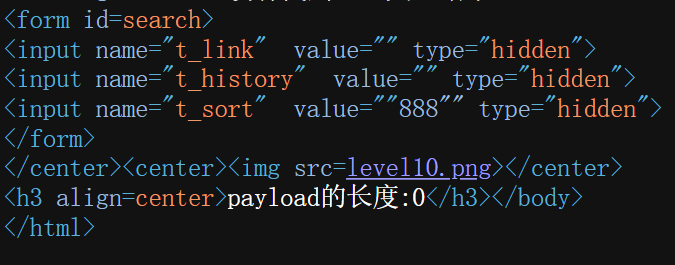 <form id=search>
<input name="t_link"  value="" type="hidden">
<input name="t_history"  value="" type="hidden">
<input name="t_sort"  value=""888"" type="hidden">
</form>
</center><center><img src=level10.png></center>
<h3 align=center>payload的长度:0</h3></body>
</html>